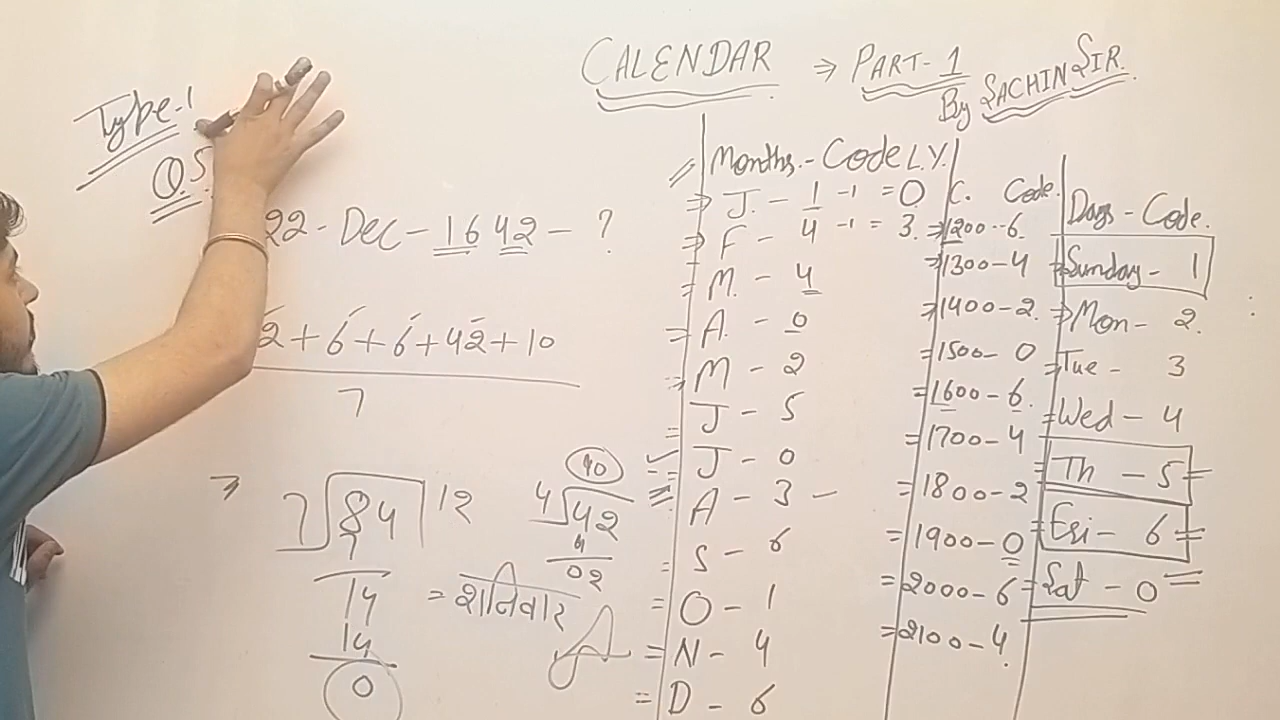 CALENDAR ⇒ PART-1
By SACHIN SIR.
Type-1
Q.5
22 - Dec - 1642 - ?
2 + 6 + 6 + 42 + 10
7
7 84 12
7
14
14
0
= शनिवार
10
4 42
4
02
Months - Code L.Y.
J. - 1 -1 = 0
F - 4 -1 = 3.
M. - 4
A. - 0
M - 2
J - 5
J - 0
A - 3 -
S - 6
O - 1
N - 4
D - 6
C. Code.
1200 - 6.
1300 - 4
1400 - 2.
1500 - 0
1600 - 6.
1700 - 4
1800 - 2
1900 - 0
2000 - 6
2100 - 4.
Days - Code.
Sunday - 1
Mon - 2.
Tue - 3
Wed - 4
Th - 5
Fri - 6
Sat - 0